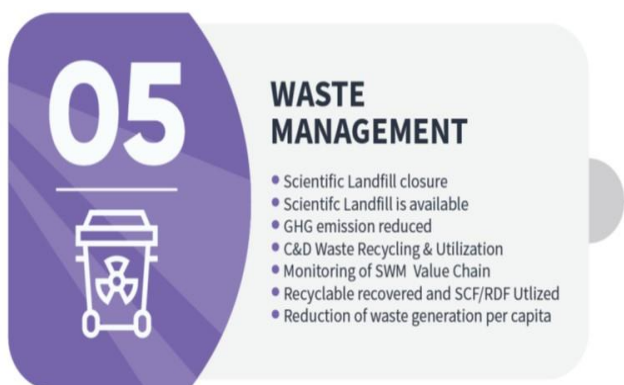 05
WASTE
MANAGEMENT
• Scientific Landfill closure
• Scientifc Landfill is available
• GHG emission reduced
• C&D Waste Recycling & Utilization
• Monitoring of SWM Value Chain
• Recyclable recovered and SCF/RDF Utlized
• Reduction of waste generation per capita